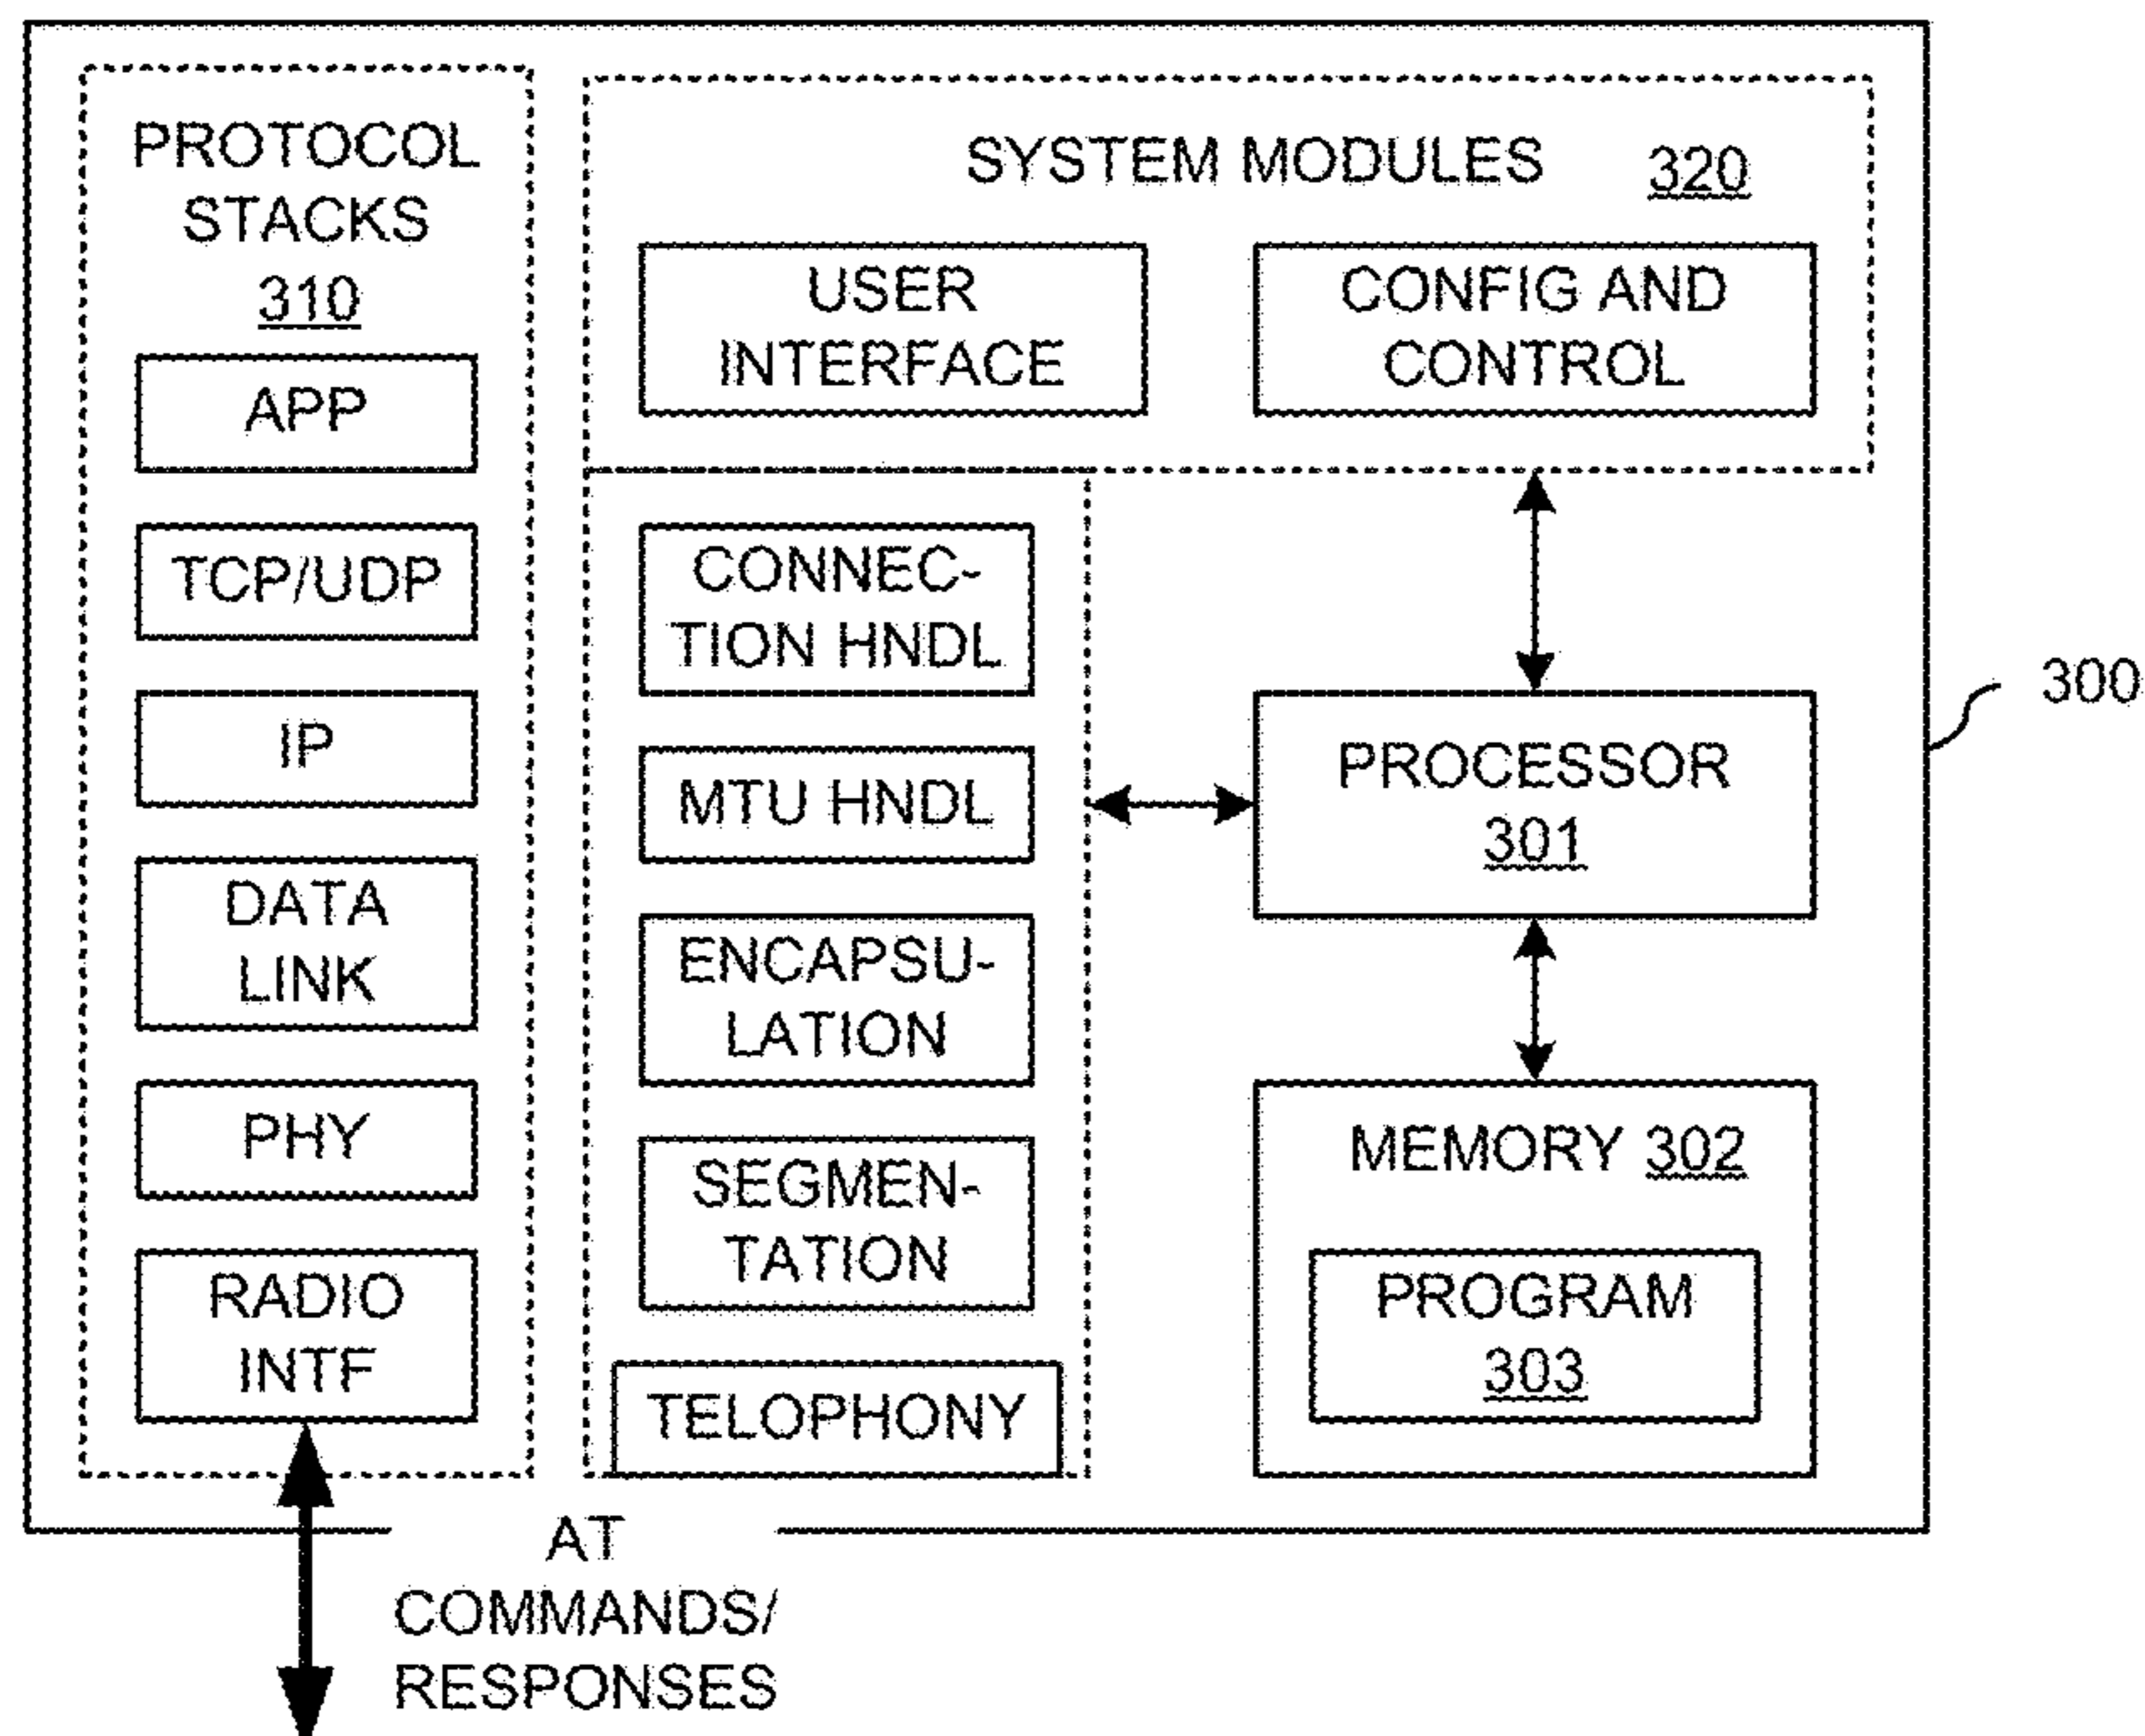 PROTOCOL
STACKS
310
APP
TCP/UDP
IP
DATA
LINK
PHY
RADIO
INTF
SYSTEM MODULES 320
USER
INTERFACE
CONFIG AND
CONTROL
CONNEC-
TION HNDL
MTU HNDL
ENCAPSU-
LATION
SEGMEN-
TATION
TELOPHONY
PROCESSOR
301
MEMORY 302
PROGRAM
303
300
AT
COMMANDS/
RESPONSES